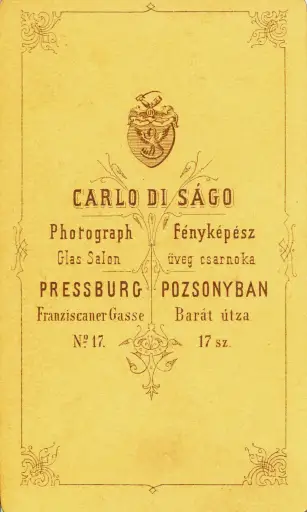 CARLO DI SÁGO
Photograph Fényképész
Glas Salon üveg csarnoka
PRESSBURG POZSONYBAN
Franziscaner Gasse Barát útza
No. 17. 17 sz.